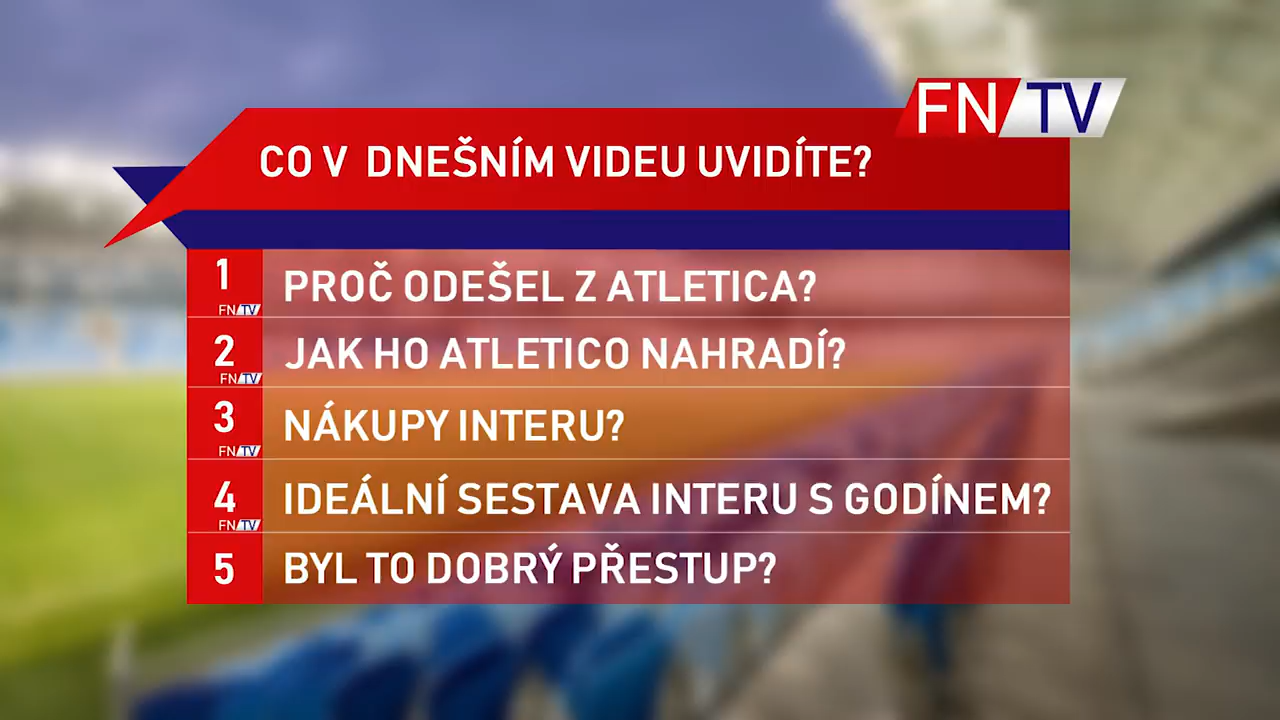 FN/TV
CO V DNEŠNÍM VIDEU UVIDÍTE?
1 PROČ ODEŠEL Z ATLETICA?
FN/TV
2 JAK HO ATLETICO NAHRADÍ?
FN/TV
3 NÁKUPY INTERU?
FN/TV
4 IDEÁLNÍ SESTAVA INTERU S GODÍNEM?
FN/TV
5 BYL TO DOBRÝ PŘESTUP?